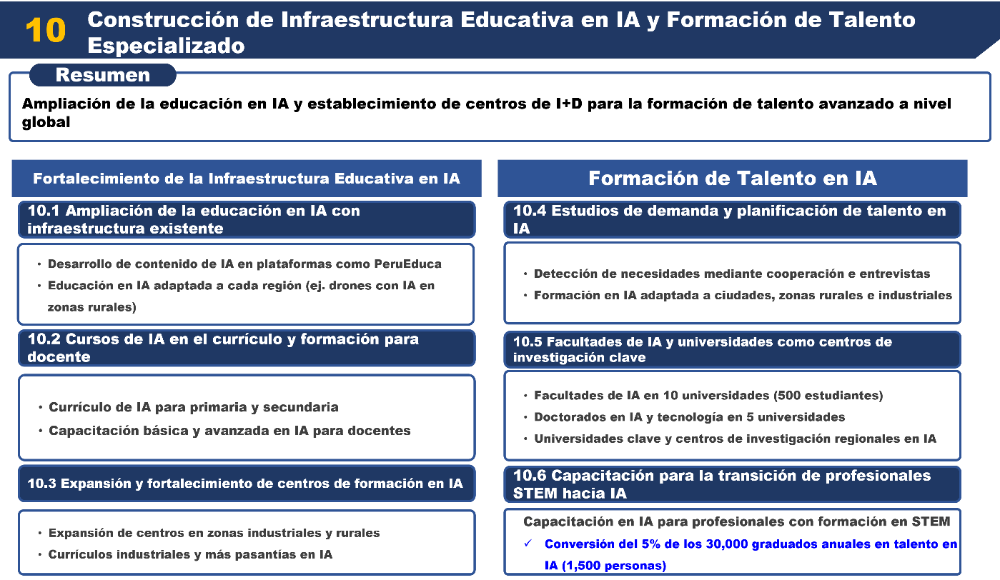 10
Construcción de Infraestructura Educativa en IA y Formación de Talento
Especializado
Resumen
Ampliación de la educación en IA y establecimiento de centros de I+D para la formación de talento avanzado a nivel
global
Fortalecimiento de la Infraestructura Educativa en IA
10.1 Ampliación de la educación en IA con
infraestructura existente
• Desarrollo de contenido de IA en plataformas como PeruEduca
• Educación en IA adaptada a cada región (ej. drones con IA en
zonas rurales)
10.2 Cursos de IA en el currículo y formación para
docente
• Currículo de IA para primaria y secundaria
• Capacitación básica y avanzada en IA para docentes
10.3 Expansión y fortalecimiento de centros de formación en IA
• Expansión de centros en zonas industriales y rurales
• Currículos industriales y más pasantías en IA
Formación de Talento en IA
10.4 Estudios de demanda y planificación de talento en
IA
• Detección de necesidades mediante cooperación e entrevistas
• Formación en IA adaptada a ciudades, zonas rurales e industriales
10.5 Facultades de IA y universidades como centros de
investigación clave
• Facultades de IA en 10 universidades (500 estudiantes)
• Doctorados en IA y tecnología en 5 universidades
• Universidades clave y centros de investigación regionales en IA
10.6 Capacitación para la transición de profesionales
STEM hacia IA
Capacitación en IA para profesionales con formación en STEM
✓ Conversión del 5% de los 30,000 graduados anuales en talento en
IA (1,500 personas)